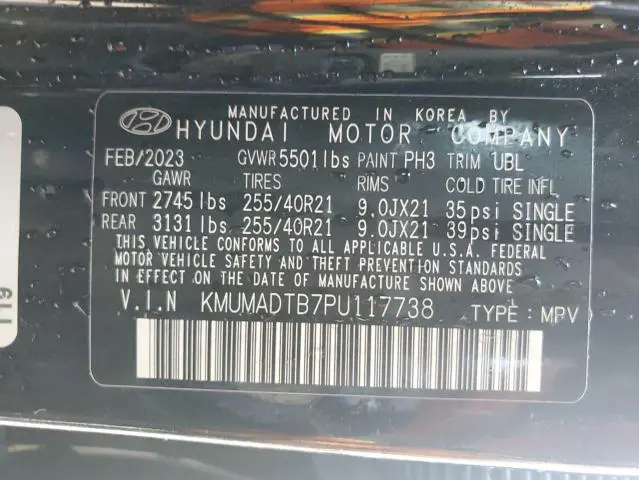 MANUFACTURED IN KOREA BY
HYUNDAI MOTOR COMPANY
FEB/2023 GVWR 5501lbs PAINT PH3 TRIM UBL
GAWR TIRES RIMS COLD TIRE INFL
FRONT 2745 lbs 255/40R21 9.0JX21 35psi SINGLE
REAR 3131 lbs 255/40R21 9.0JX21 39psi SINGLE
THIS VEHICLE CONFORMS TO ALL APPLICABLE U.S.A. FEDERAL
MOTOR VEHICLE SAFETY AND THEFT PREVENTION STANDARDS
IN EFFECT ON THE DATE OF MANUFACTURE SHOWN ABOVE
V.I.N KMUMADTB7PU117738 TYPE: MPV